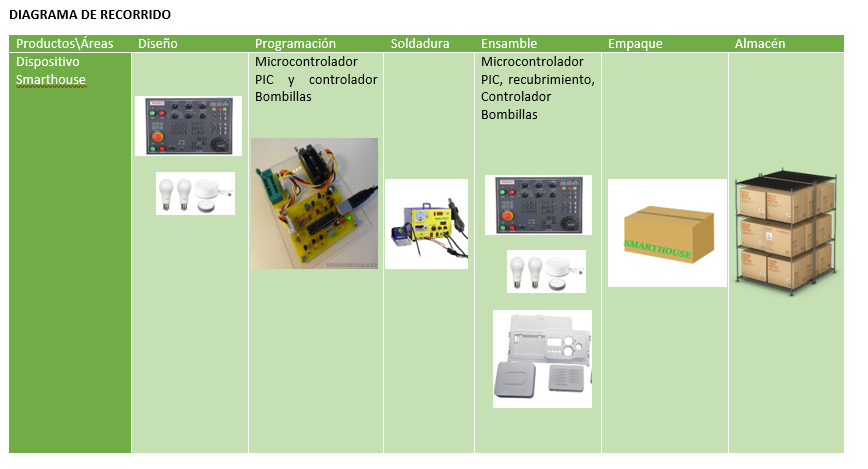 DIAGRAMA DE RECORRIDO
Productos\Áreas Diseño Programación Soldadura Ensamble Empaque Almacén
Dispositivo
Smarthouse
Microcontrolador
PIC y controlador
Bombillas
Microcontrolador
PIC, recubrimiento,
Controlador
Bombillas
SMARTHOUSE